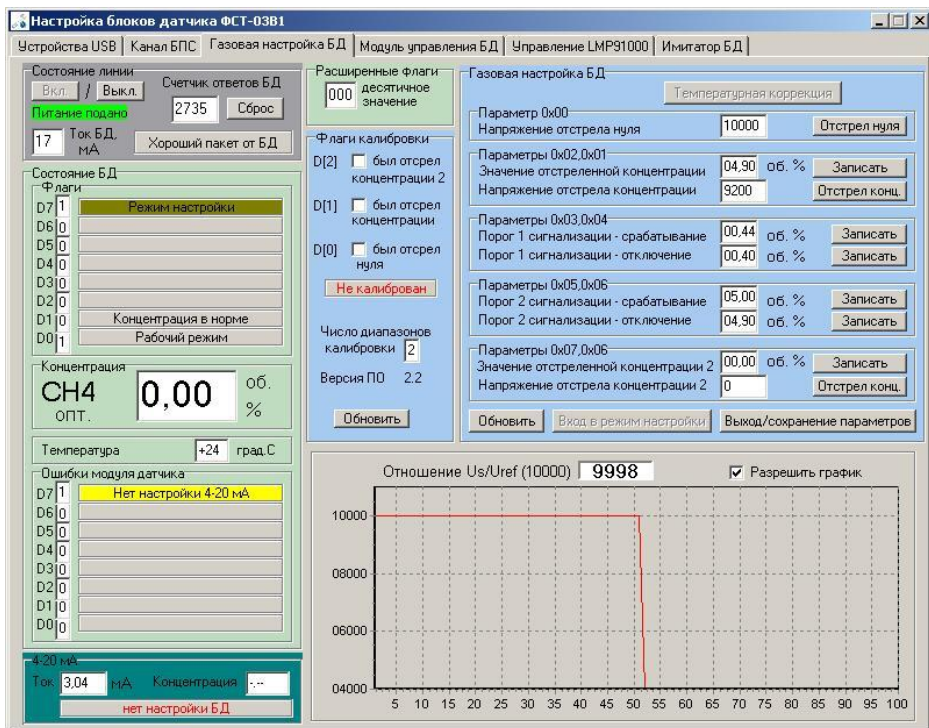 Настройка блоков датчика ФСТ-03В1
Устройства USB
Канал БПС
Газовая настройка БД
Модуль управления БД
Управление LMP91000
Имитатор БД
Состояние линии
Вкл. / Выкл.
Счетчик ответов БД
Питание подано
2735
Сброс
17
Ток БД,
мА
Хороший пакет от БД
Состояние БД
Флаги
D7 1 Режим настройки
D6 0
D5 0
D4 0
D3 0
D2 0
D1 0 Концентрация в норме
D0 1 Рабочий режим
Концентрация
CH4
опт.
0,00
об.
%
Температура +24 град.С
Ошибки модуля датчика
D7 1 Нет настройки 4-20 мА
D6 0
D5 0
D4 0
D3 0
D2 0
D1 0
D0 0
4-20 мА
Ток 3,04 мА Концентрация -,--
нет настройки БД
Расширенные флаги
000 десятичное
значение
Флаги калибровки
D[2] был отсрел
концентрации 2
D[1] был отсрел
концентрации
D[0] был отсрел
нуля
Не калиброван
Число диапазонов
калибровки 2
Версия ПО 2.2
Обновить
Газовая настройка БД
Температурная коррекция
Параметр 0x00
Напряжение отстрела нуля 10000 Отстрел нуля
Параметры 0x02,0x01
Значение отстреленной концентрации 04,90 об. % Записать
Напряжение отстрела концентрации 9200 Отстрел конц.
Параметры 0x03,0x04
Порог 1 сигнализации - срабатывание 00,44 об. % Записать
Порог 1 сигнализации - отключение 00,40 об. % Записать
Параметры 0x05,0x06
Порог 2 сигнализации - срабатывание 05,00 об. % Записать
Порог 2 сигнализации - отключение 04,90 об. % Записать
Параметры 0x07,0x06
Значение отстреленной концентрации 2 00,00 об. % Записать
Напряжение отстрела концентрации 2 0 Отстрел конц.
Обновить
Вход в режим настройки
Выход/сохранение параметров
Отношение Us/Uref (10000) 9998
Разрешить график
10000
08000
06000
04000
5 10 15 20 25 30 35 40 45 50 55 60 65 70 75 80 85 90 95 100